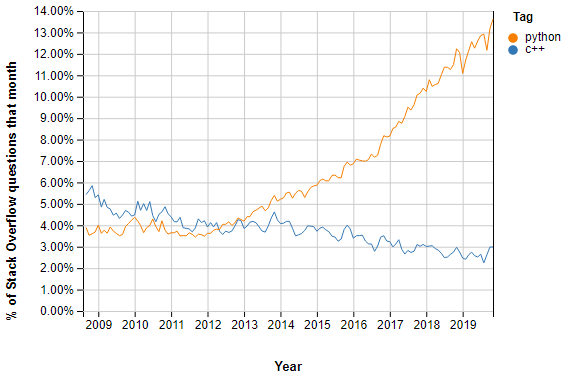 14.00%
13.00%
12.00%
11.00%
10.00%
9.00%
8.00%
7.00%
6.00%
5.00%
4.00%
3.00%
2.00%
1.00%
0.00%
% of Stack Overflow questions that month
2009 2010 2011 2012 2013 2014 2015 2016 2017 2018 2019
Year
Tag
python
c++